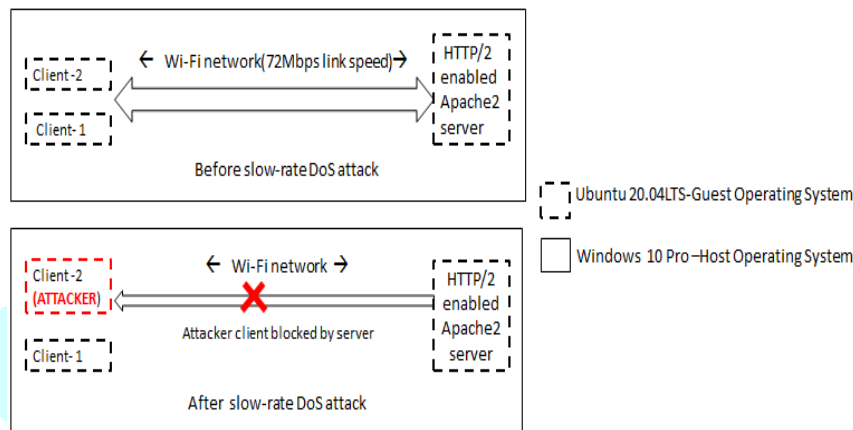 Client-2
Client-1
← Wi-Fi network(72Mbps link speed)→
HTTP/2
enabled
Apache2
server
Before slow-rate DoS attack
Ubuntu 20.04LTS-Guest Operating System
Windows 10 Pro–Host Operating System
Client-2
(ATTACKER)
Client-1
← Wi-Fi network →
Attacker client blocked by server
HTTP/2
enabled
Apache2
server
After slow-rate DoS attack